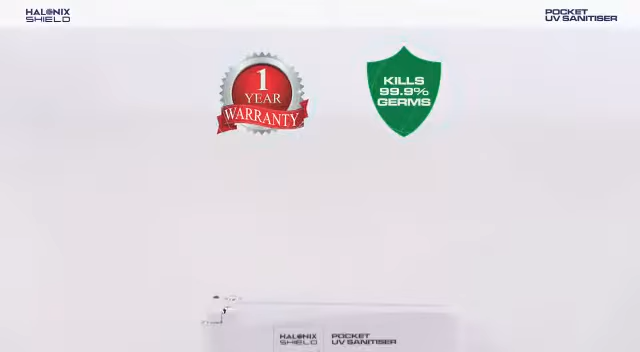 HALONIX
SHIELD
POCKET
UV SANITISER
1
YEAR
WARRANTY
KILLS
99.9%
GERMS
HALONIX
SHIELD
POCKET
UV SANITISER